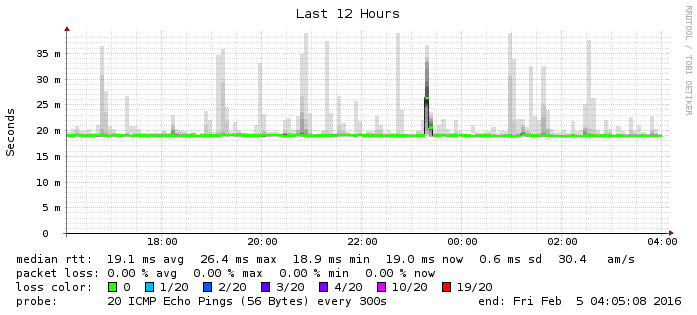 Last 12 Hours
RRDTOOL / TOBI OETIKER
Seconds
35 m
30 m
25 m
20 m
15 m
10 m
5 m
0
18:00 20:00 22:00 00:00 02:00 04:00
median rtt: 19.1 ms avg 26.4 ms max 18.9 ms min 19.0 ms now 0.6 ms sd 30.4 am/s
packet loss: 0.00 % avg 0.00 % max 0.00 % min 0.00 % now
loss color: 0 1/20 2/20 3/20 4/20 10/20 19/20
probe: 20 ICMP Echo Pings (56 Bytes) every 300s end: Fri Feb 5 04:05:08 2016